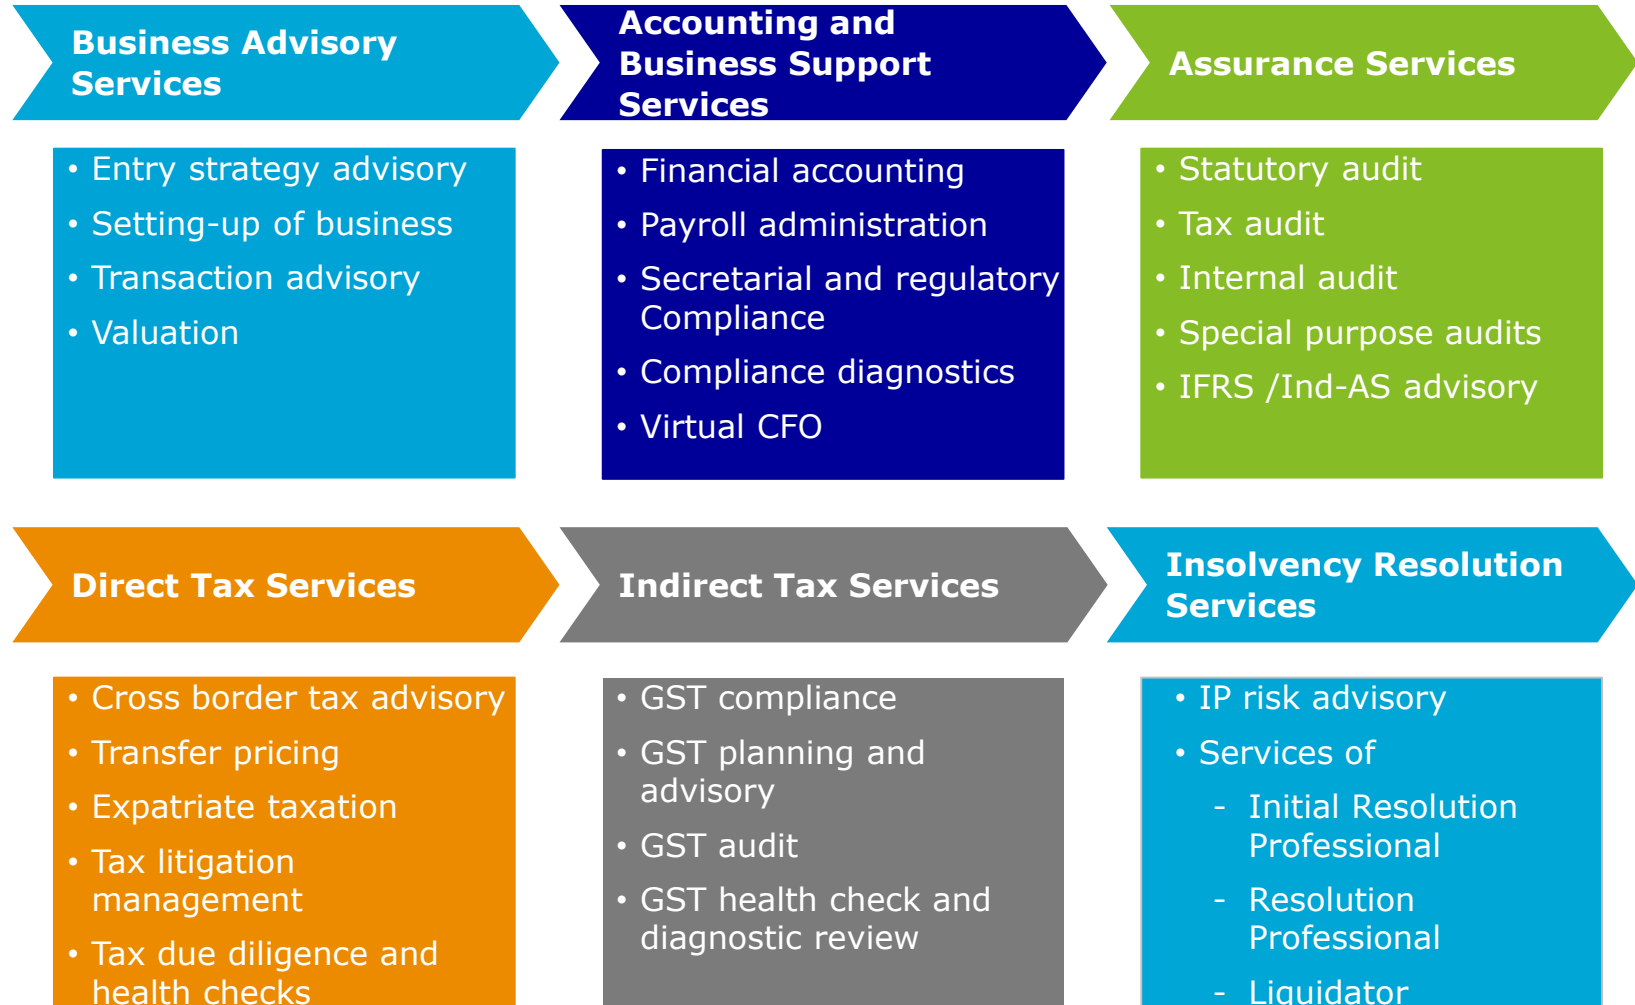 Business Advisory
Services
• Entry strategy advisory
• Setting-up of business
• Transaction advisory
• Valuation
Accounting and
Business Support
Services
• Financial accounting
• Payroll administration
• Secretarial and regulatory
Compliance
• Compliance diagnostics
• Virtual CFO
Assurance Services
• Statutory audit
• Tax audit
• Internal audit
• Special purpose audits
• IFRS /Ind-AS advisory
Direct Tax Services
• Cross border tax advisory
• Transfer pricing
• Expatriate taxation
• Tax litigation
management
• Tax due diligence and
health checks
Indirect Tax Services
• GST compliance
• GST planning and
advisory
• GST audit
• GST health check and
diagnostic review
Insolvency Resolution
Services
• IP risk advisory
• Services of
- Initial Resolution
Professional
- Resolution
Professional
- Liquidator